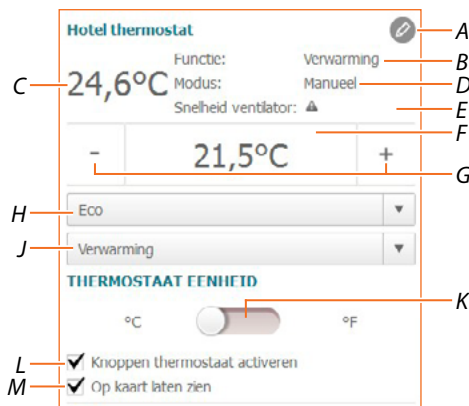 Hotel thermostat
A
Functie: Verwarming
B
C
24,6°C
Modus: Manueel
D
Snelheid ventilator:
E
F
- 21,5°C +
G
H
Eco
J
Verwarming
THERMOSTAAT EENHEID
K
°C °F
L
Knoppen thermostaat activeren
M
Op kaart laten zien